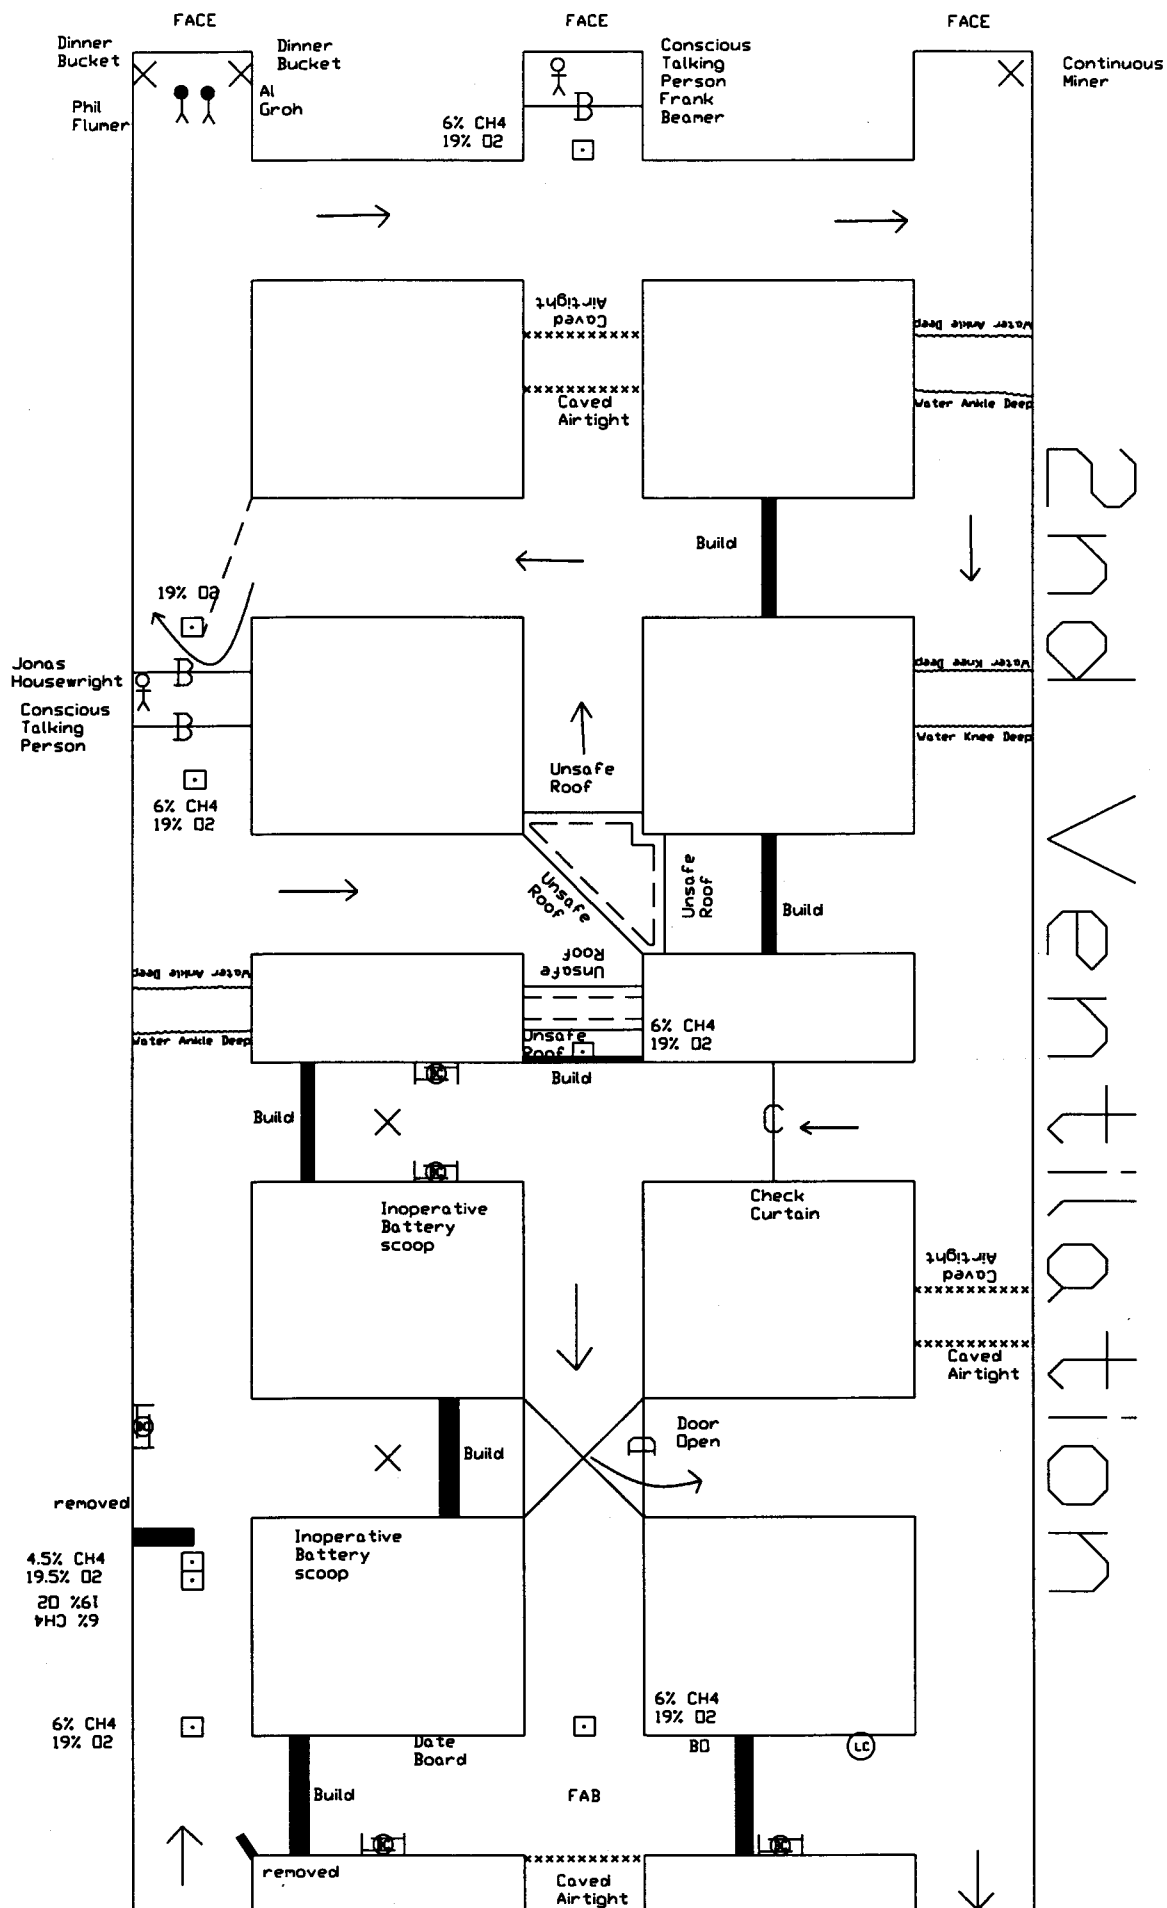 FACE
FACE
FACE
Dinner
Bucket
Dinner
Bucket
Conscious
Talking
Person
Frank
Beamer
Continuous
Miner
Phil
Flumer
Al
Groh
6% CH4
19% O2
Caved
Airtight
Caved
Airtight
Water Ankle Deep
Water Ankle Deep
Build
19% O2
B
B
B
Jonas
Housewright
Conscious
Talking
Person
Water Knee Deep
Water Knee Deep
6% CH4
19% O2
Unsafe
Roof
Unsafe
Roof
Unsafe
Roof
Unsafe
Roof
Build
Water Ankle Deep
Water Ankle Deep
Unsafe
Roof
6% CH4
19% O2
Build
Build
C
Check
Curtain
Inoperative
Battery
scoop
Caved
Airtight
Caved
Airtight
Door
Open
D
Build
removed
Inoperative
Battery
scoop
4.5% CH4
19.5% O2
6% CH4
19% O2
6% CH4
19% O2
6% CH4
19% O2
Date
Board
BD
LC
Build
FAB
removed
Caved
Airtight
2nd Ventilation